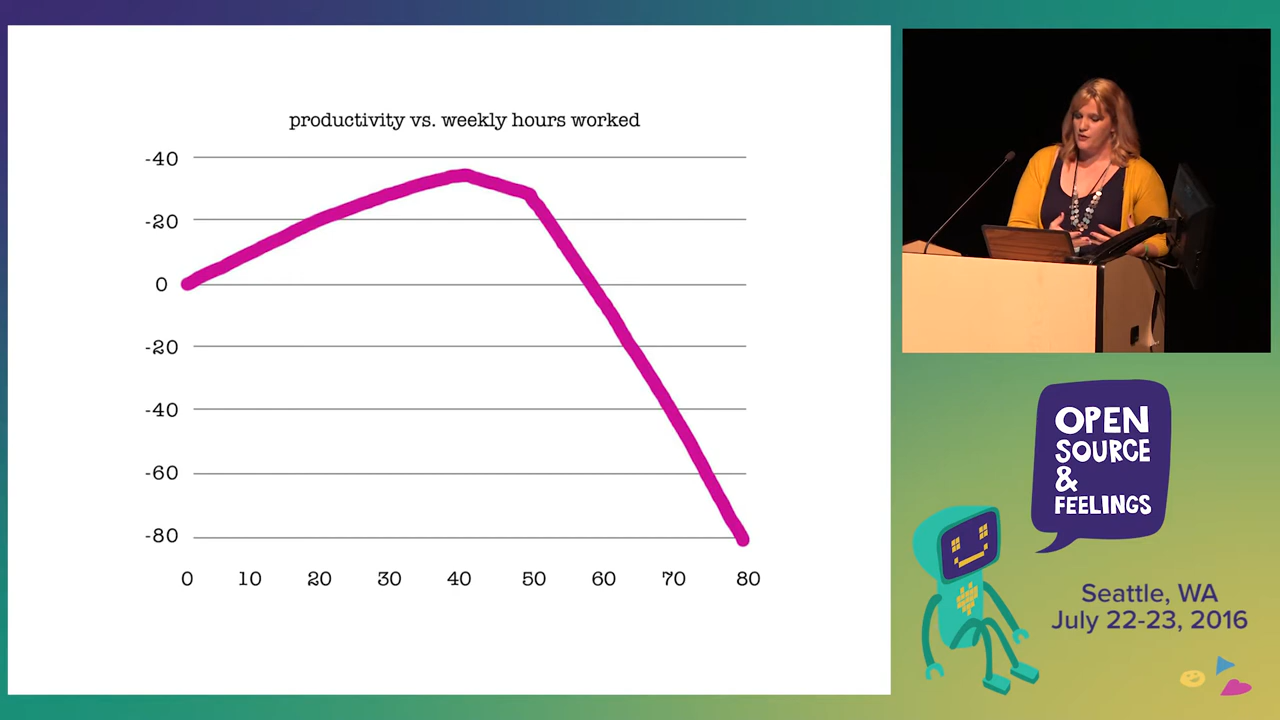 productivity vs. weekly hours worked
-40
-20
0
-20
-40
-60
-80
0 10 20 30 40 50 60 70 80
OPEN
SOURCE
&
FEELINGS
Seattle, WA
July 22-23, 2016